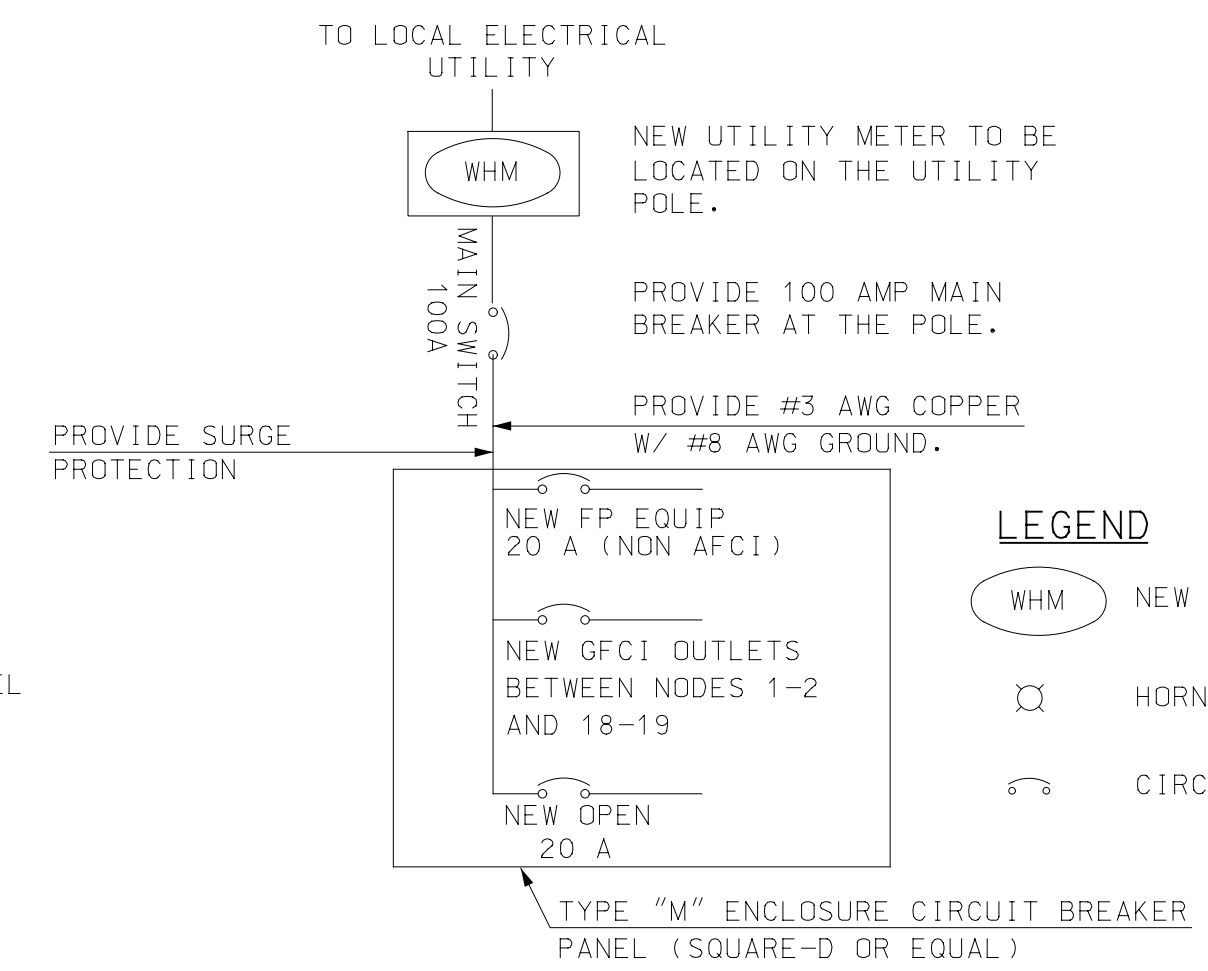 TO LOCAL ELECTRICAL
UTILITY
WHM
NEW UTILITY METER TO BE
LOCATED ON THE UTILITY
POLE.
MAIN SWITCH
100A
PROVIDE 100 AMP MAIN
BREAKER AT THE POLE.
PROVIDE #3 AWG COPPER
W/ #8 AWG GROUND.
PROVIDE SURGE
PROTECTION
NEW FP EQUIP
20 A (NON AFCI)
NEW GFCI OUTLETS
BETWEEN NODES 1-2
AND 18-19
NEW OPEN
20 A
TYPE "M" ENCLOSURE CIRCUIT BREAKER
PANEL (SQUARE-D OR EQUAL)
LEGEND
WHM NEW
HORN
CIRC
EL